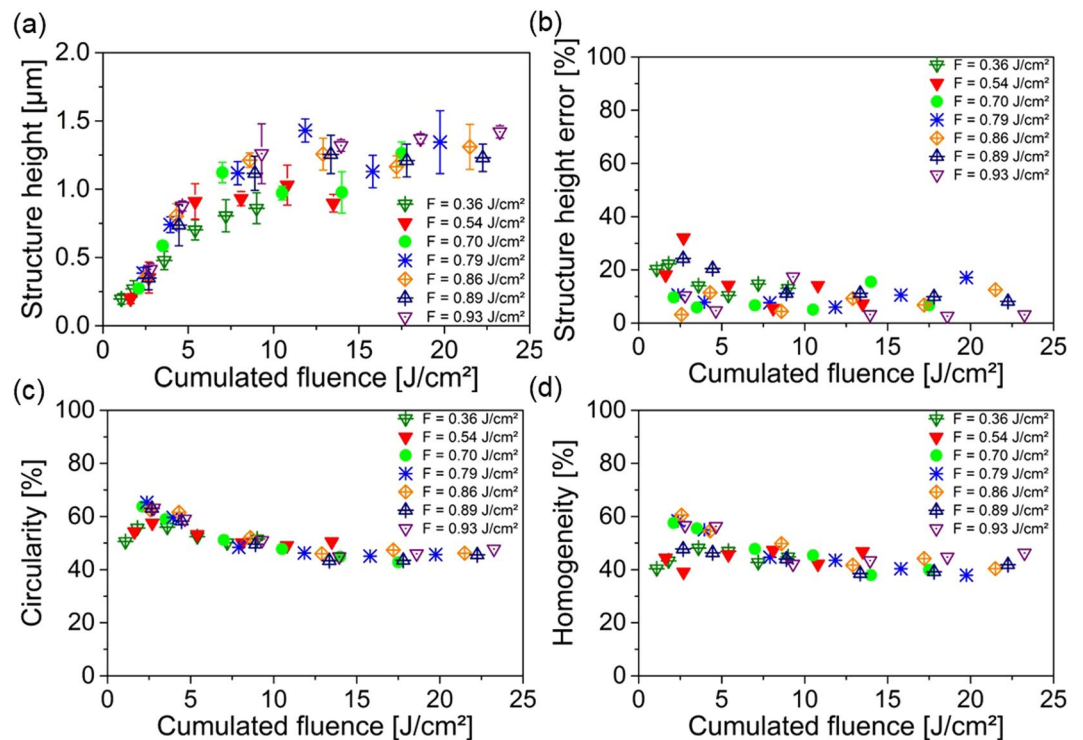 (a)
Structure height [µm]
2.0
1.5
1.0
0.5
0.0
F = 0.36 J/cm²
F = 0.54 J/cm²
F = 0.70 J/cm²
F = 0.79 J/cm²
F = 0.86 J/cm²
F = 0.89 J/cm²
F = 0.93 J/cm²
0 5 10 15 20 25
Cumulated fluence [J/cm²]
(b)
Structure height error [%]
100
80
60
40
20
0
F = 0.36 J/cm²
F = 0.54 J/cm²
F = 0.70 J/cm²
F = 0.79 J/cm²
F = 0.86 J/cm²
F = 0.89 J/cm²
F = 0.93 J/cm²
0 5 10 15 20 25
Cumulated fluence [J/cm²]
(c)
Circularity [%]
100
80
60
40
20
0
F = 0.36 J/cm²
F = 0.54 J/cm²
F = 0.70 J/cm²
F = 0.79 J/cm²
F = 0.86 J/cm²
F = 0.89 J/cm²
F = 0.93 J/cm²
0 5 10 15 20 25
Cumulated fluence [J/cm²]
(d)
Homogeneity [%]
100
80
60
40
20
0
F = 0.36 J/cm²
F = 0.54 J/cm²
F = 0.70 J/cm²
F = 0.79 J/cm²
F = 0.86 J/cm²
F = 0.89 J/cm²
F = 0.93 J/cm²
0 5 10 15 20 25
Cumulated fluence [J/cm²]